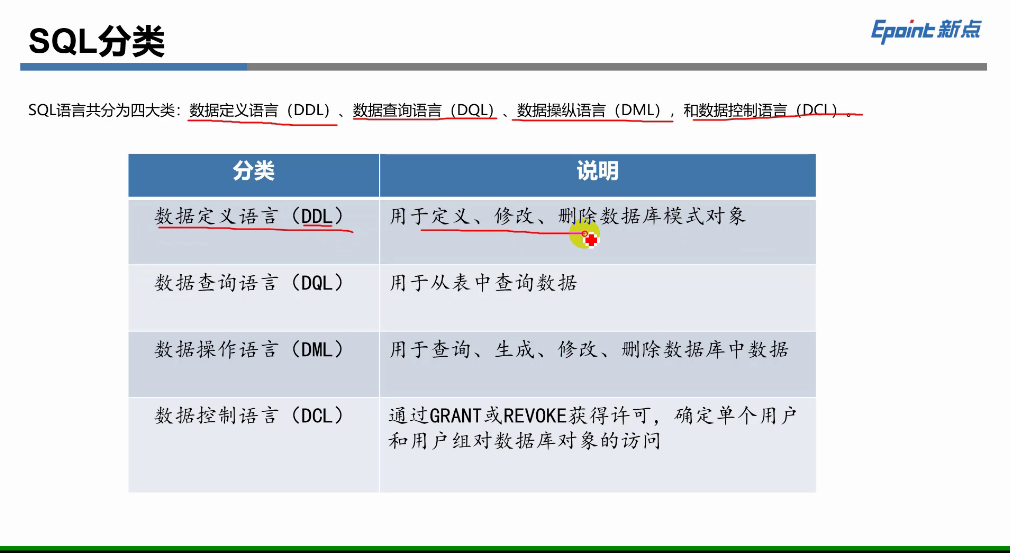 SQL分类
Epoint 新点
SQL语言共分为四大类：数据定义语言（DDL）、数据查询语言（DQL）、数据操纵语言（DML），和数据控制语言（DCL）。
分类 说明
数据定义语言（DDL） 用于定义、修改、删除数据库模式对象
数据查询语言（DQL） 用于从表中查询数据
数据操作语言（DML） 用于查询、生成、修改、删除数据库中数据
数据控制语言（DCL） 通过GRANT或REVOKE获得许可，确定单个用户
和用户组对数据库对象的访问